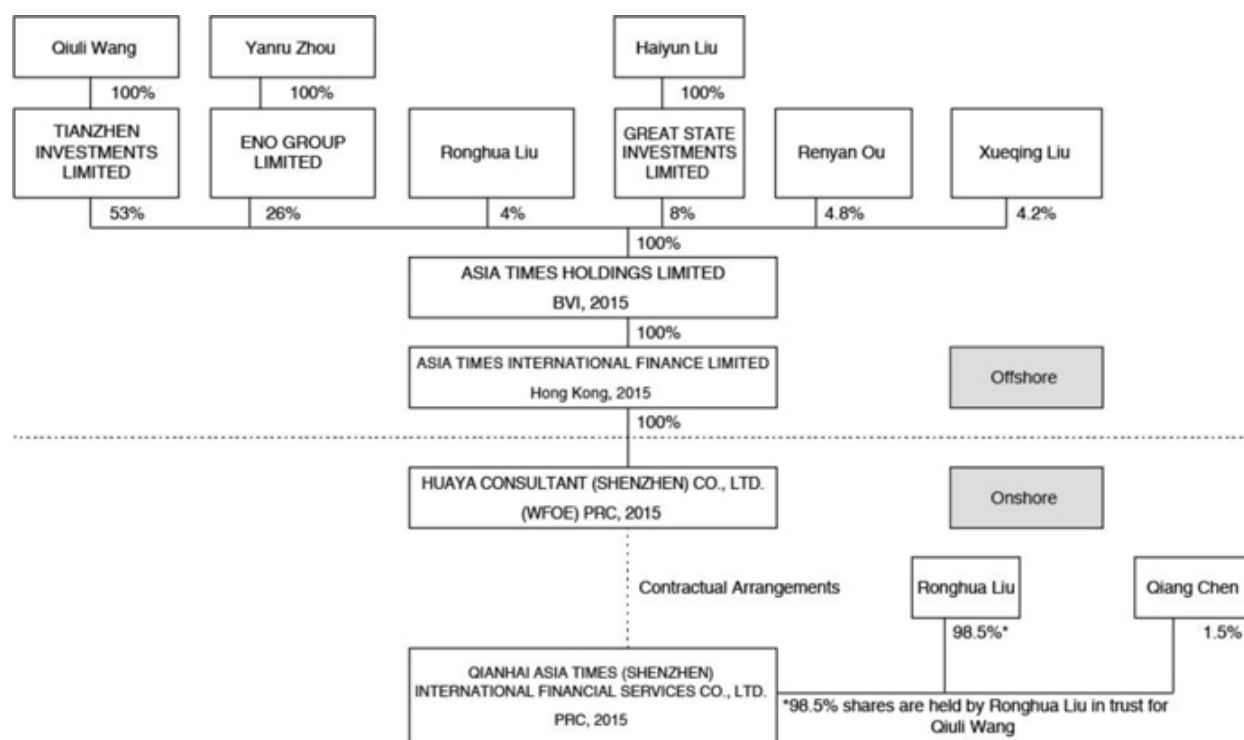 Qiuli Wang
Yanru Zhou
Haiyun Liu
100%
100%
100%
TIANZHEN
INVESTMENTS
LIMITED
ENO GROUP
LIMITED
Ronghua Liu
GREAT STATE
INVESTMENTS
LIMITED
Renyan Ou
Xueqing Liu
53%
26%
4%
8%
4.8%
4.2%
100%
ASIA TIMES HOLDINGS LIMITED
BVI, 2015
100%
ASIA TIMES INTERNATIONAL FINANCE LIMITED
Hong Kong, 2015
Offshore
100%
HUAYA CONSULTANT (SHENZHEN) CO., LTD.
(WFOE) PRC, 2015
Onshore
Contractual Arrangements
Ronghua Liu
Qiang Chen
98.5%*
1.5%
QIANHAI ASIA TIMES (SHENZHEN)
INTERNATIONAL FINANCIAL SERVICES CO., LTD.
PRC, 2015
*98.5% shares are held by Ronghua Liu in trust for
Qiuli Wang